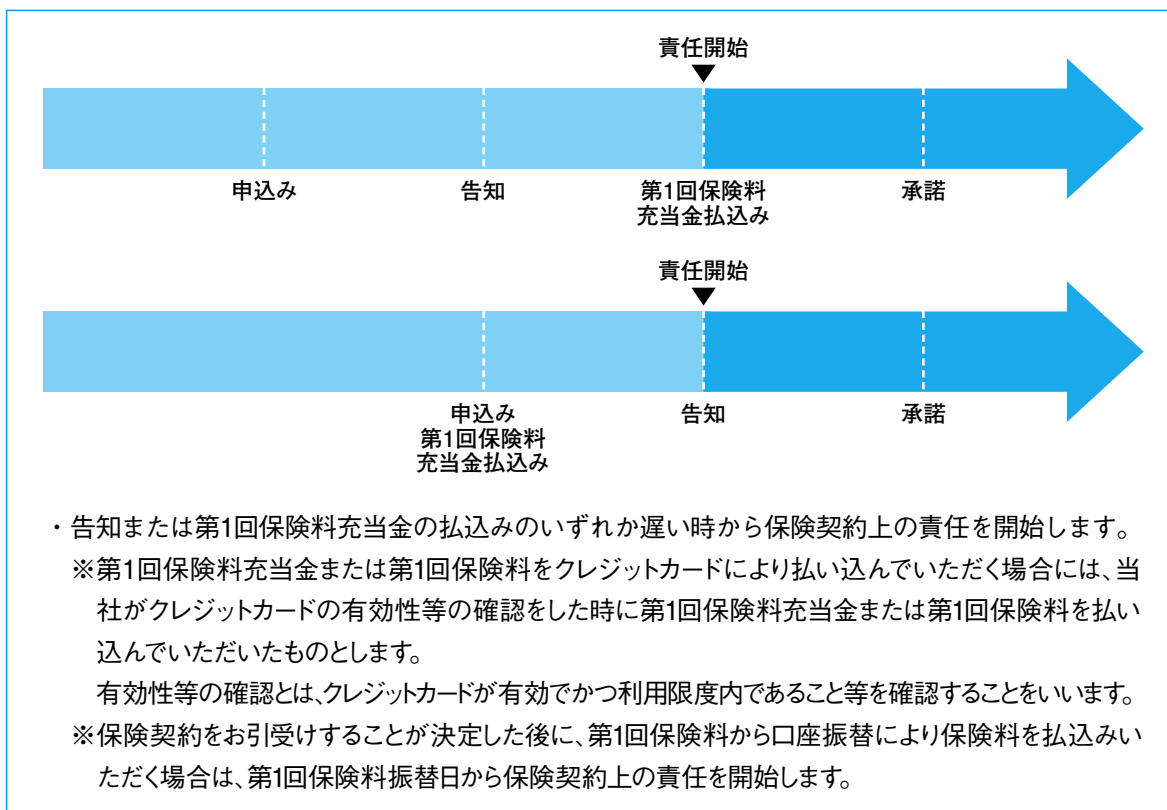 責任開始
申込み
告知
第1回保険料
充当金払込み
承諾
責任開始
申込み
第1回保険料
充当金払込み
告知
承諾
・告知または第1回保険料充当金の払込みのいずれか遅い時から保険契約上の責任を開始します。
※第1回保険料充当金または第1回保険料をクレジットカードにより払い込んでいただく場合には、当
社がクレジットカードの有効性等の確認をした時に第1回保険料充当金または第1回保険料を払い
込んでいただいたものとします。
有効性等の確認とは、クレジットカードが有効でかつ利用限度内であること等を確認することをいいます。
※保険契約をお引受けすることが決定した後に、第1回保険料から口座振替により保険料を払込みい
ただく場合は、第1回保険料振替日から保険契約上の責任を開始します。